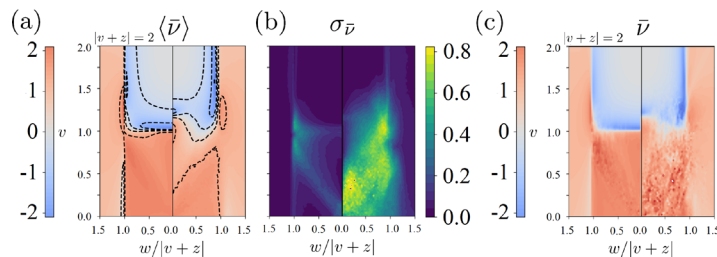 (a) |v + z| = 2 ⟨ν̄⟩ (b) σ_ν̄ (c) |v + z| = 2 ν̄
2 2.0 0.8 2 2.0
1 1.5 0.6 1 1.5
0 v 1.0 0.4 0 v 1.0
-1 0.5 0.2 -1 0.5
-2 0.0 0.0 -2 0.0
1.5 1.0 0.5 0.0 0.5 1.0 1.5 1.5 1.0 0.5 0.0 0.5 1.0 1.5 1.5 1.0 0.5 0.0 0.5 1.0 1.5
w/|v + z| w/|v + z| w/|v + z|